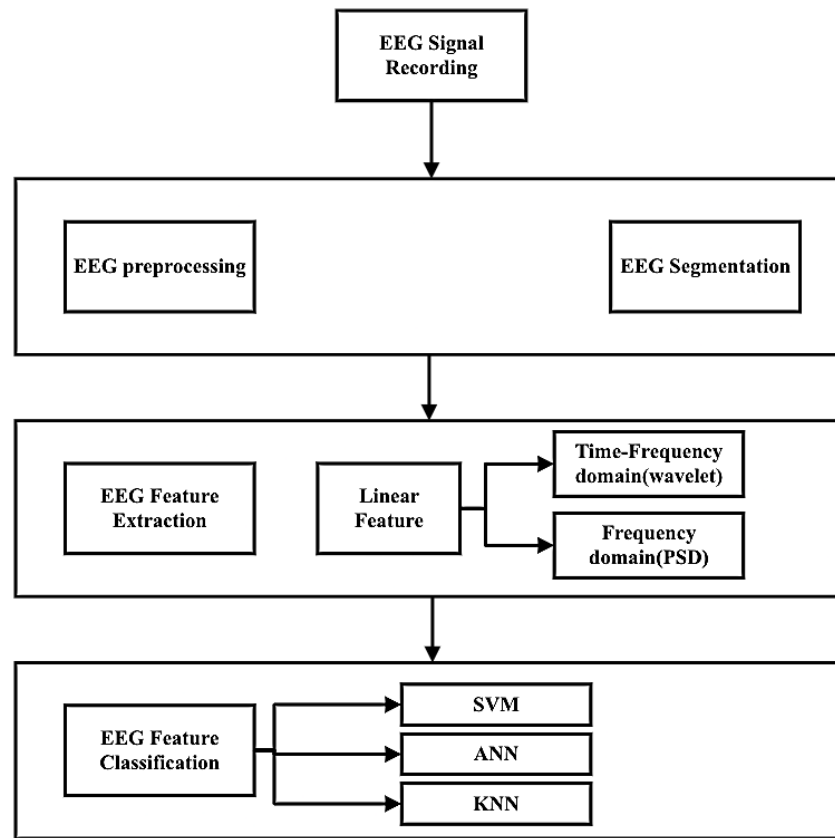 EEG Signal
Recording
EEG preprocessing
EEG Segmentation
EEG Feature
Extraction
Linear
Feature
Time-Frequency
domain(wavelet)
Frequency
domain(PSD)
EEG Feature
Classification
SVM
ANN
KNN